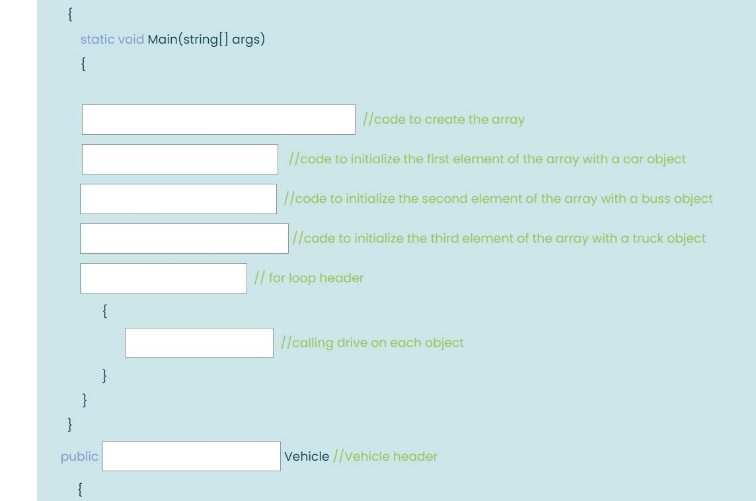 {
static void Main(string[] args)
{
//code to create the array
//code to initialize the first element of the array with a car object
//code to initialize the second element of the array with a buss object
//code to initialize the third element of the array with a truck object
// for loop header
{
//calling drive on each object
}
}
}
public Vehicle //Vehicle header
{